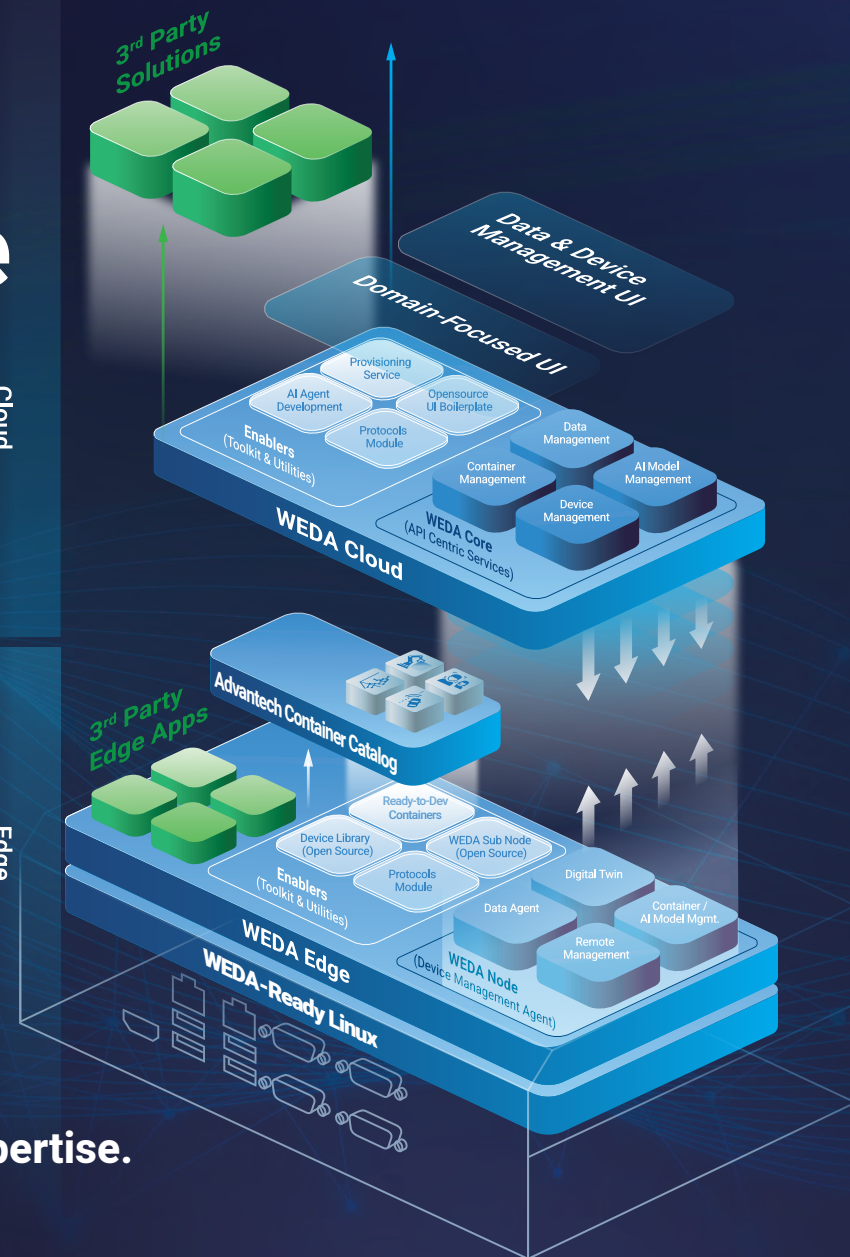 3rd Party
Solutions
Data & Device
Management UI
Domain-Focused UI
Provisioning
Service
AI Agent
Development
Opensource
UI Boilerplate
Protocols
Module
Enablers
(Toolkit & Utilities)
Data
Management
Container
Management
AI Model
Management
Device
Management
WEDA Core
(API Centric Services)
WEDA Cloud
Cloud
Advantech Container Catalog
3rd Party
Edge Apps
Ready-to-Dev
Containers
Device Library
(Open Source)
WEDA Sub Node
(Open Source)
Protocols
Module
Enablers
(Toolkit & Utilities)
Digital Twin
Data Agent
Container /
AI Model Mgmt.
Remote
Management
WEDA Node
(Device Management Agent)
WEDA Edge
WEDA-Ready Linux
Edge
pertise.